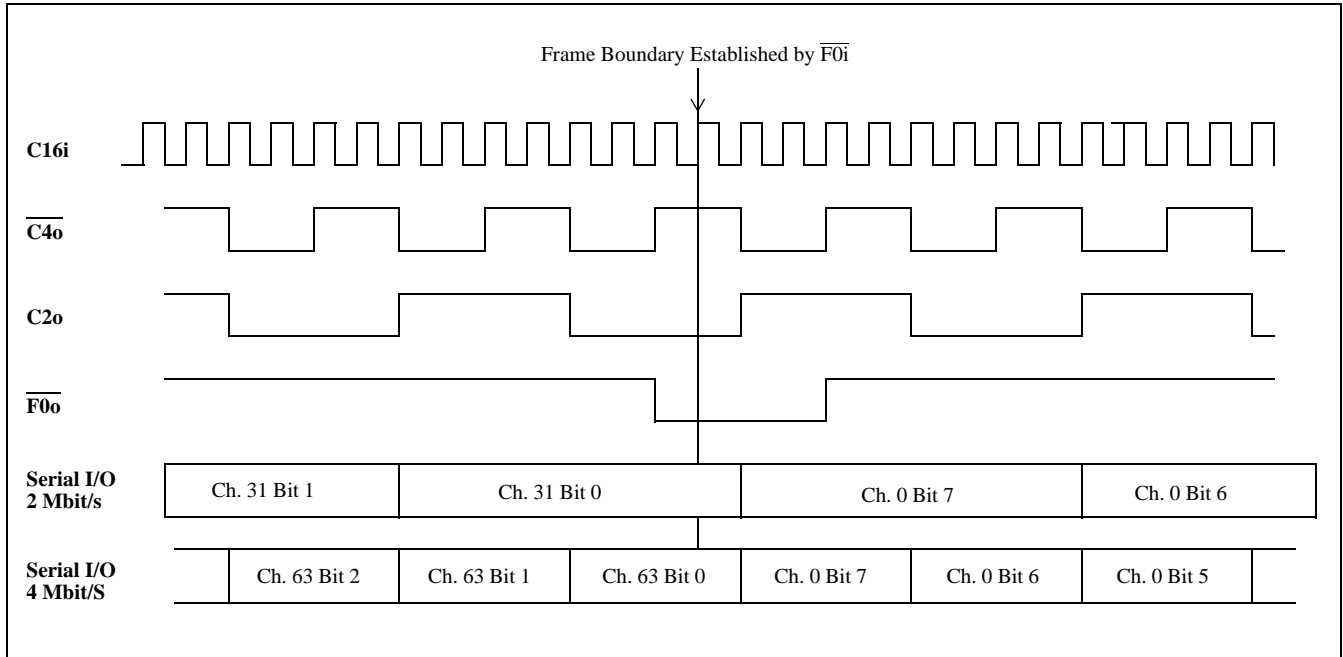 Frame Boundary Established by F0i
C16i
C4o
C2o
F0o
Serial I/O
2 Mbit/s
Ch. 31 Bit 1
Ch. 31 Bit 0
Ch. 0 Bit 7
Ch. 0 Bit 6
Serial I/O
4 Mbit/S
Ch. 63 Bit 2
Ch. 63 Bit 1
Ch. 63 Bit 0
Ch. 0 Bit 7
Ch. 0 Bit 6
Ch. 0 Bit 5